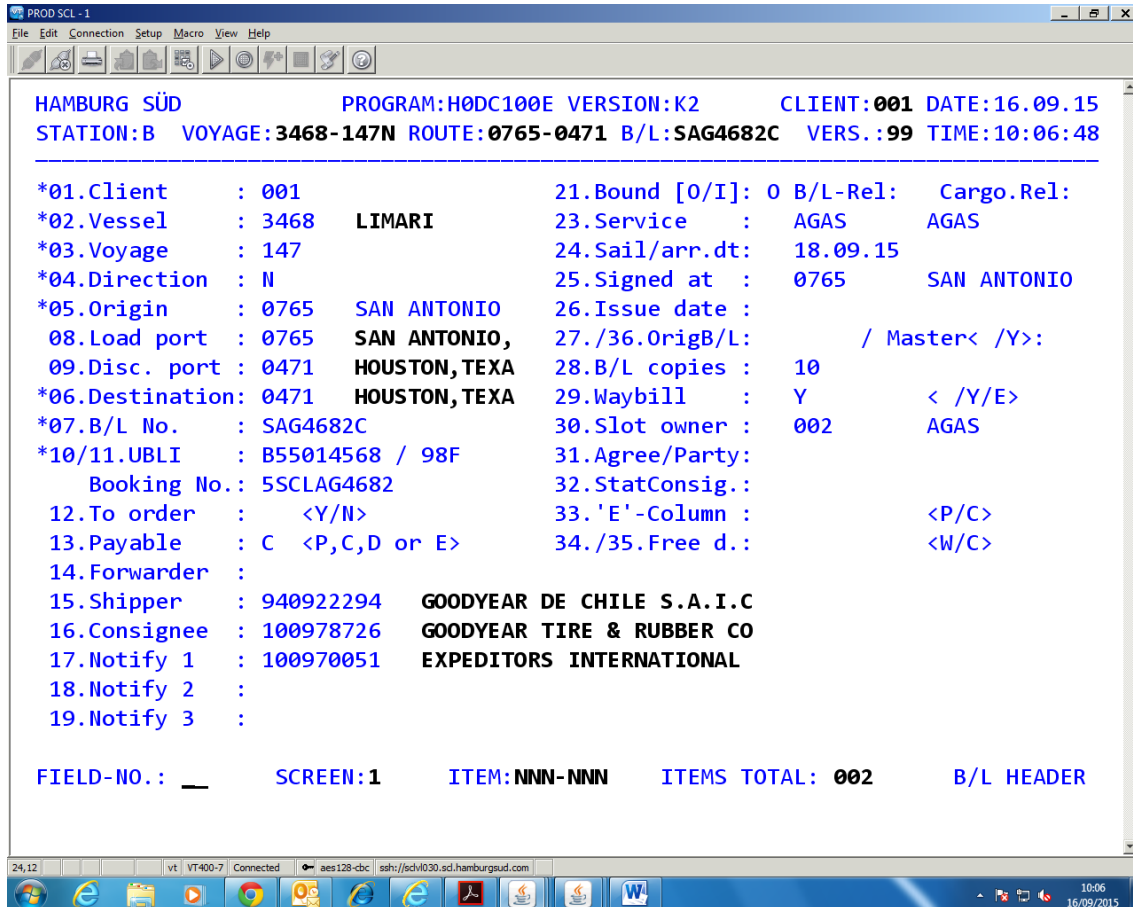 PROD SCL - 1
File Edit Connection Setup Macro View Help
HAMBURG SÜD PROGRAM:H0DC100E VERSION:K2 CLIENT:001 DATE:16.09.15
STATION:B VOYAGE:3468-147N ROUTE:0765-0471 B/L:SAG4682C VERS.:99 TIME:10:06:48
*01.Client : 001 21.Bound [O/I]: O B/L-Rel: Cargo.Rel:
*02.Vessel : 3468 LIMARI 23.Service : AGAS AGAS
*03.Voyage : 147 24.Sail/arr.dt: 18.09.15
*04.Direction : N 25.Signed at : 0765 SAN ANTONIO
*05.Origin : 0765 SAN ANTONIO 26.Issue date :
08.Load port : 0765 SAN ANTONIO, 27./36.OrigB/L: / Master< /Y>:
09.Disc. port : 0471 HOUSTON,TEXA 28.B/L copies : 10
*06.Destination: 0471 HOUSTON,TEXA 29.Waybill : Y < /Y/E>
*07.B/L No. : SAG4682C 30.Slot owner : 002 AGAS
*10/11.UBLI : B55014568 / 98F 31.Agree/Party:
Booking No.: 5SCLAG4682 32.StatConsig.:
12.To order : <Y/N> 33.'E'-Column : <P/C>
13.Payable : C <P,C,D or E> 34./35.Free d.: <W/C>
14.Forwarder :
15.Shipper : 940922294 GOODYEAR DE CHILE S.A.I.C
16.Consignee : 100978726 GOODYEAR TIRE & RUBBER CO
17.Notify 1 : 100970051 EXPEDITORS INTERNATIONAL
18.Notify 2 :
19.Notify 3 :
FIELD-NO.: __ SCREEN:1 ITEM:NNN-NNN ITEMS TOTAL: 002 B/L HEADER
24,12 vt VT400-7 Connected aes128-cbc ssh://sclvl030.scl.hamburgsud.com
10:06
16/09/2015